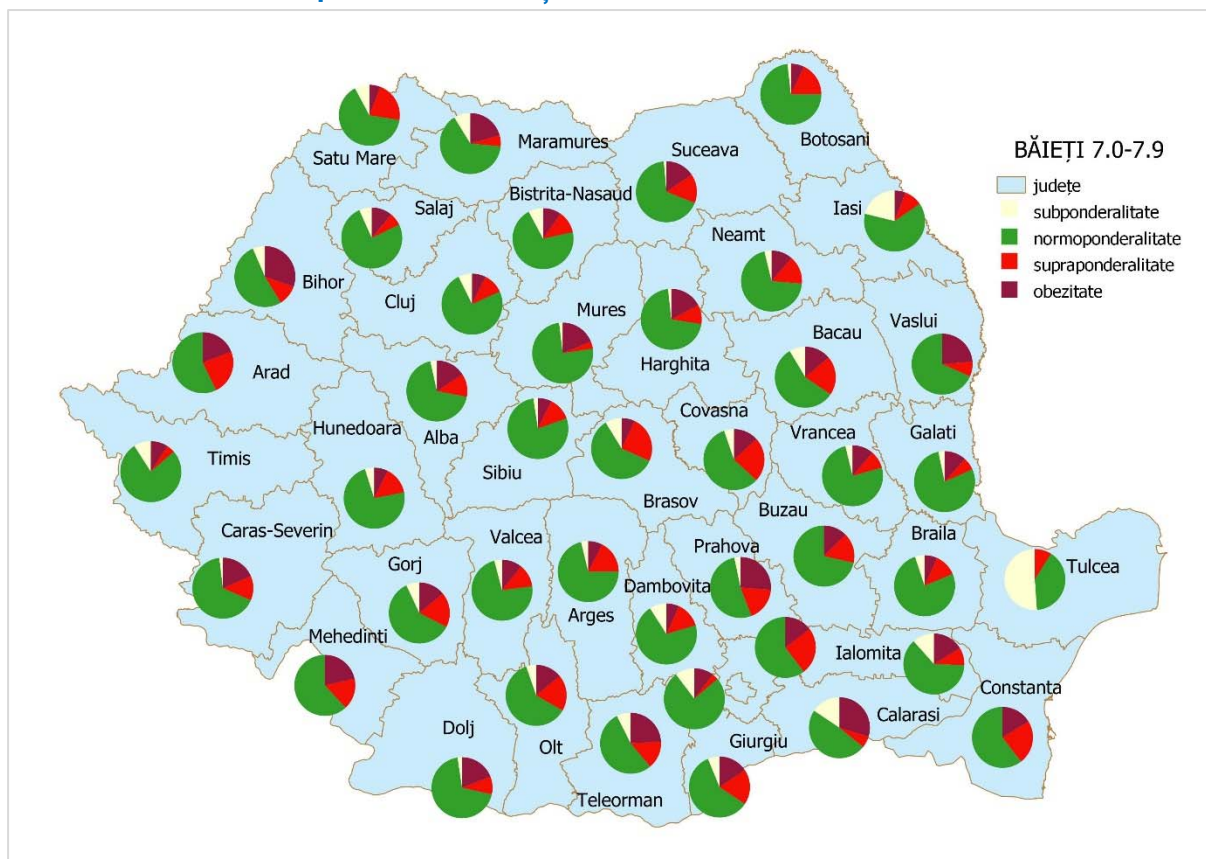 Botosani
Satu Mare
Maramures
Suceava
BĂIEȚI 7.0-7.9
județe
subponderalitate
normoponderalitate
supraponderalitate
obezitate
Salaj
Bistrita-Nasaud
Iasi
Neamt
Bihor
Cluj
Mures
Vaslui
Bacau
Harghita
Arad
Covasna
Hunedoara
Alba
Vrancea
Galati
Timis
Sibiu
Brasov
Buzau
Caras-Severin
Valcea
Prahova
Braila
Gorj
Tulcea
Dambovita
Arges
Mehedinti
Ialomita
Constanta
Calarasi
Dolj
Olt
Giurgiu
Teleorman